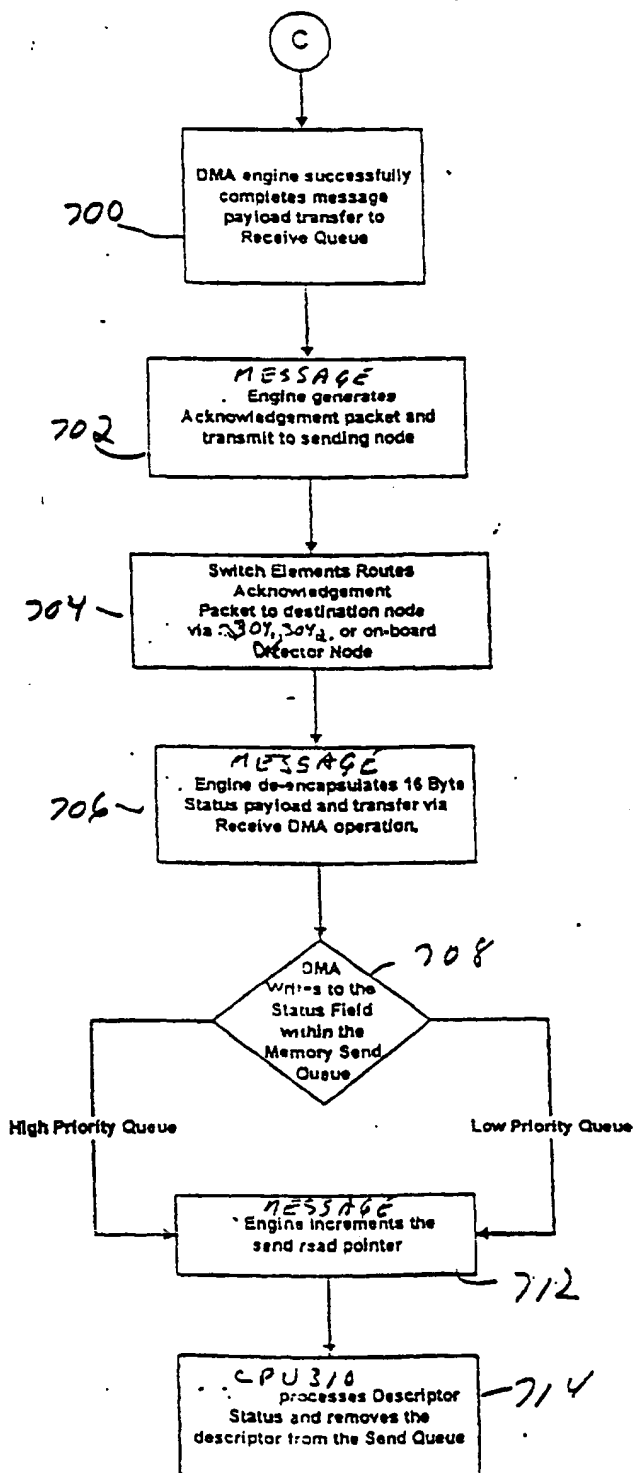 C
DMA engine successfully
completes message
payload transfer to
Receive Queue
700
MESSAGE
Engine generates
Acknowledgement packet and
transmit to sending node
702
Switch Elements Routes
Acknowledgement
Packet to destination node
via 304, 304₂, or on-board
Director Node
704
MESSAGE
Engine de-encapsulates 16 Byte
Status payload and transfer via
Receive DMA operation.
706
DMA
Writes to the
Status Field
within the
Memory Send
Queue
708
High Priority Queue
Low Priority Queue
MESSAGE
Engine increments the
send read pointer
712
CPU 310
processes Descriptor
Status and removes the
descriptor from the Send Queue
714